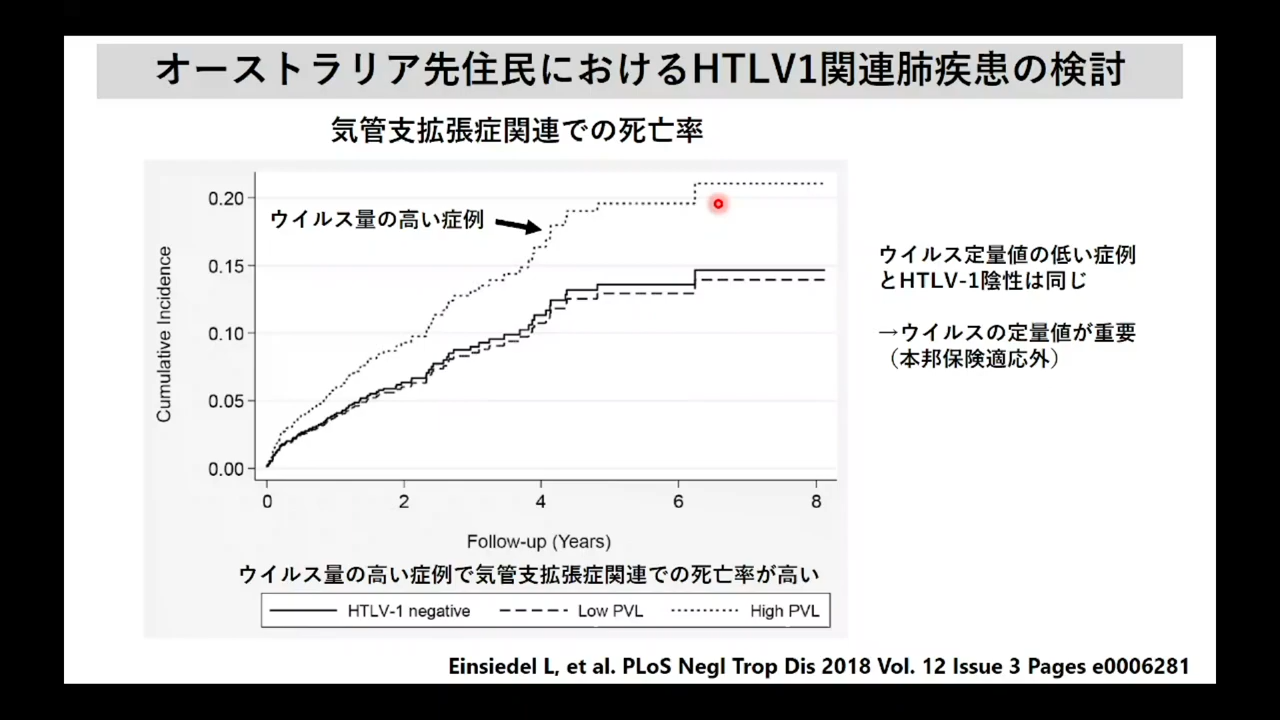 オーストラリア先住民におけるHTLV1関連肺疾患の検討
気管支拡張症関連での死亡率
0.20
ウイルス量の高い症例
0.15
0.10
0.05
0.00
Cumulative Incidence
0 2 4 6 8
Follow-up (Years)
ウイルス量の高い症例で気管支拡張症関連での死亡率が高い
HTLV-1 negative Low PVL High PVL
ウイルス定量値の低い症例
とHTLV-1陰性は同じ
→ウイルスの定量値が重要
（本邦保険適応外）
Einsiedel L, et al. PLoS Negl Trop Dis 2018 Vol. 12 Issue 3 Pages e0006281